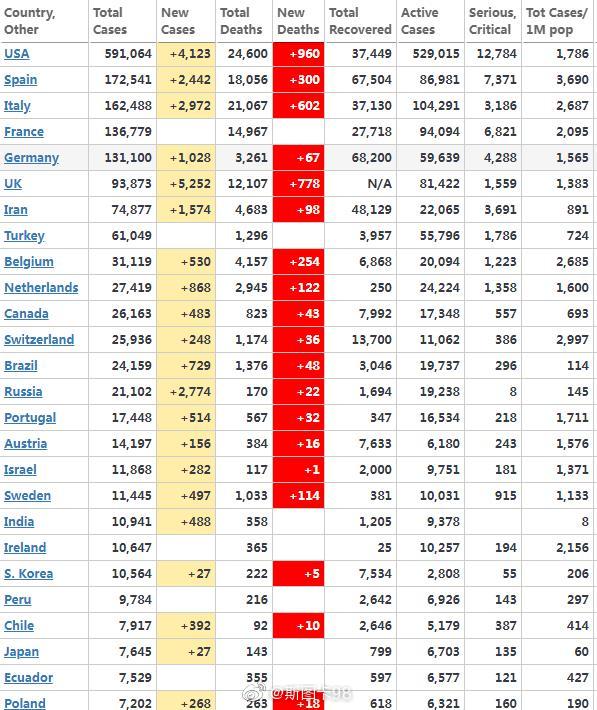 Country, Other Total Cases New Cases Total Deaths New Deaths Total Recovered Active Cases Serious, Critical Tot Cases/ 1M pop
USA 591,064 +4,123 24,600 +960 37,449 529,015 12,784 1,786
Spain 172,541 +2,442 18,056 +300 67,504 86,981 7,371 3,690
Italy 162,488 +2,972 21,067 +602 37,130 104,291 3,186 2,687
France 136,779 14,967 27,718 94,094 6,821 2,095
Germany 131,100 +1,028 3,261 +67 68,200 59,639 4,288 1,565
UK 93,873 +5,252 12,107 +778 N/A 81,422 1,559 1,383
Iran 74,877 +1,574 4,683 +98 48,129 22,065 3,691 891
Turkey 61,049 1,296 3,957 55,796 1,786 724
Belgium 31,119 +530 4,157 +254 6,868 20,094 1,223 2,685
Netherlands 27,419 +868 2,945 +122 250 24,224 1,358 1,600
Canada 26,163 +483 823 +43 7,992 17,348 557 693
Switzerland 25,936 +248 1,174 +36 13,700 11,062 386 2,997
Brazil 24,159 +729 1,376 +48 3,046 19,737 296 114
Russia 21,102 +2,774 170 +22 1,694 19,238 8 145
Portugal 17,448 +514 567 +32 347 16,534 218 1,711
Austria 14,197 +156 384 +16 7,633 6,180 243 1,576
Israel 11,868 +282 117 +1 2,000 9,751 181 1,371
Sweden 11,445 +497 1,033 +114 381 10,031 915 1,133
India 10,941 +488 358 1,205 9,378 8
Ireland 10,647 365 25 10,257 194 2,156
S. Korea 10,564 +27 222 +5 7,534 2,808 55 206
Peru 9,784 216 2,642 6,926 143 297
Chile 7,917 +392 92 +10 2,646 5,179 387 414
Japan 7,645 +27 143 799 6,703 135 60
Ecuador 7,529 355 597 6,577 121 427
@斯图卡98
Poland 7,202 +268 263 +18 618 6,321 160 190